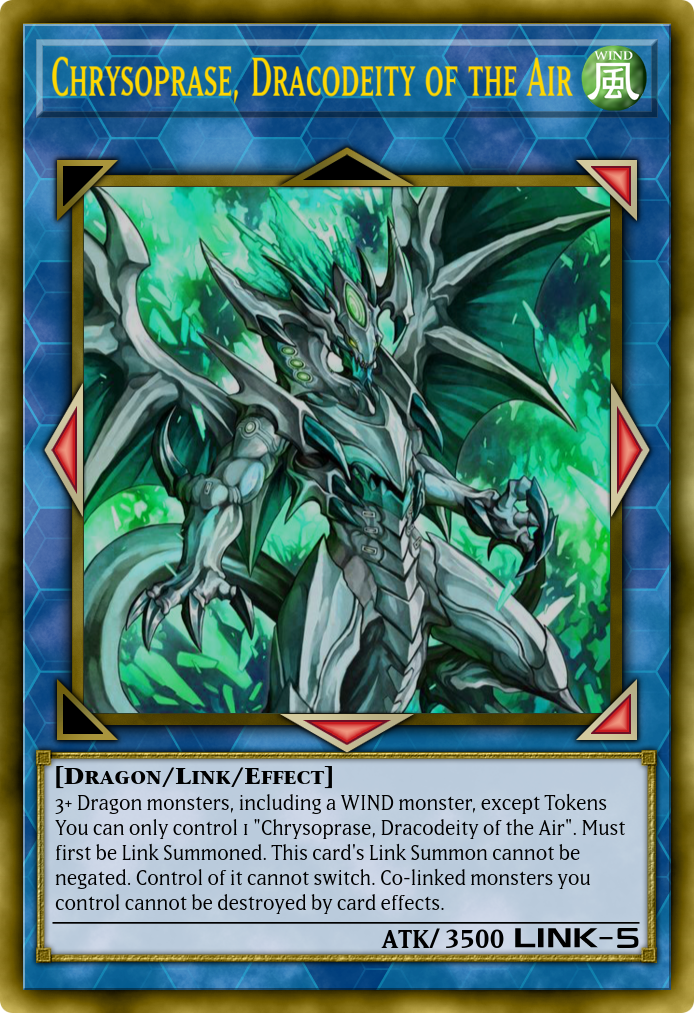 Chrysoprase, Dracodeity of the Air
WIND
風
[Dragon/Link/Effect]
3+ Dragon monsters, including a WIND monster, except Tokens
You can only control 1 "Chrysoprase, Dracodeity of the Air". Must
first be Link Summoned. This card's Link Summon cannot be
negated. Control of it cannot switch. Co-linked monsters you
control cannot be destroyed by card effects.
ATK/ 3500 LINK-5